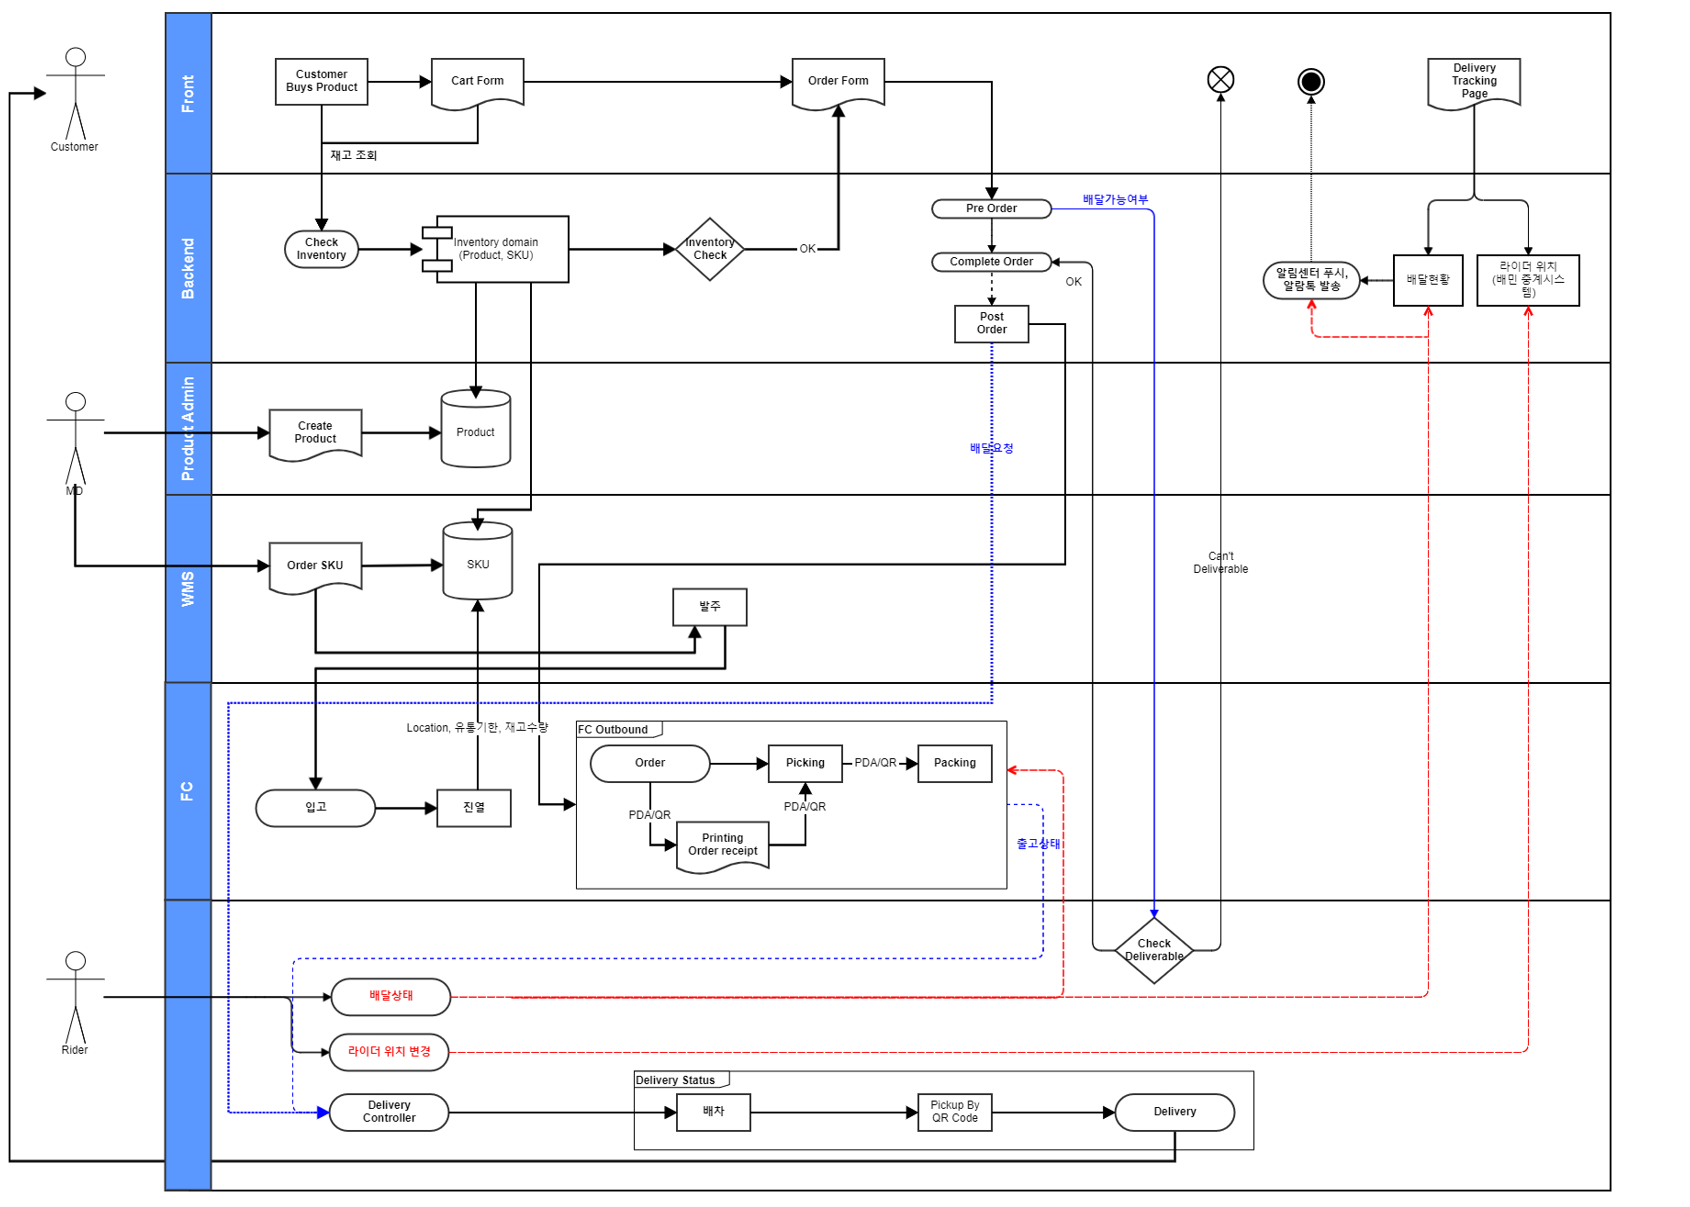 Front
Customer
Buys Product
Cart Form
Order Form
Delivery
Tracking
Page
Customer
재고 조회
Backend
Check
Inventory
Inventory domain
(Product, SKU)
Inventory
Check
OK
Pre Order
배달가능여부
Complete Order
OK
Post
Order
알림센터 푸시,
알람톡 발송
배달현황
라이더 위치
(배민 중계시스
템)
Product Admin
MD
Create
Product
Product
배달요청
WMS
Order SKU
SKU
발주
Can't
Deliverable
FC
Location, 유통기한, 재고수량
입고
진열
FC Outbound
Order
Picking
PDA/QR
Packing
PDA/QR
PDA/QR
Printing
Order receipt
출고상태
Check
Deliverable
Rider
배달상태
라이더 위치 변경
Delivery
Controller
Delivery Status
배차
Pickup By
QR Code
Delivery